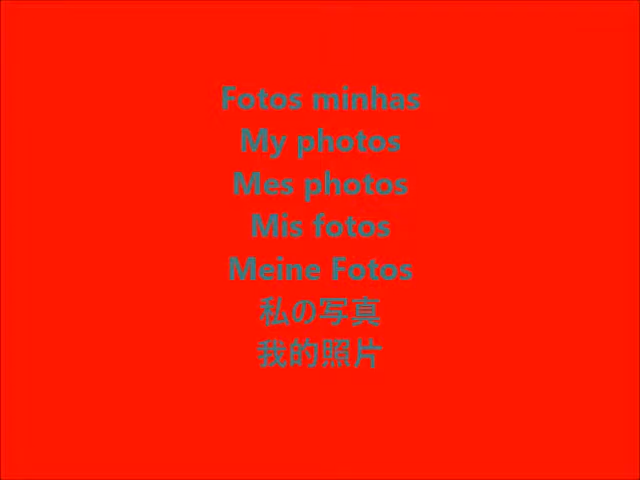 Fotos minhas
My photos
Mes photos
Mis fotos
Meine Fotos
私の写真
我的照片